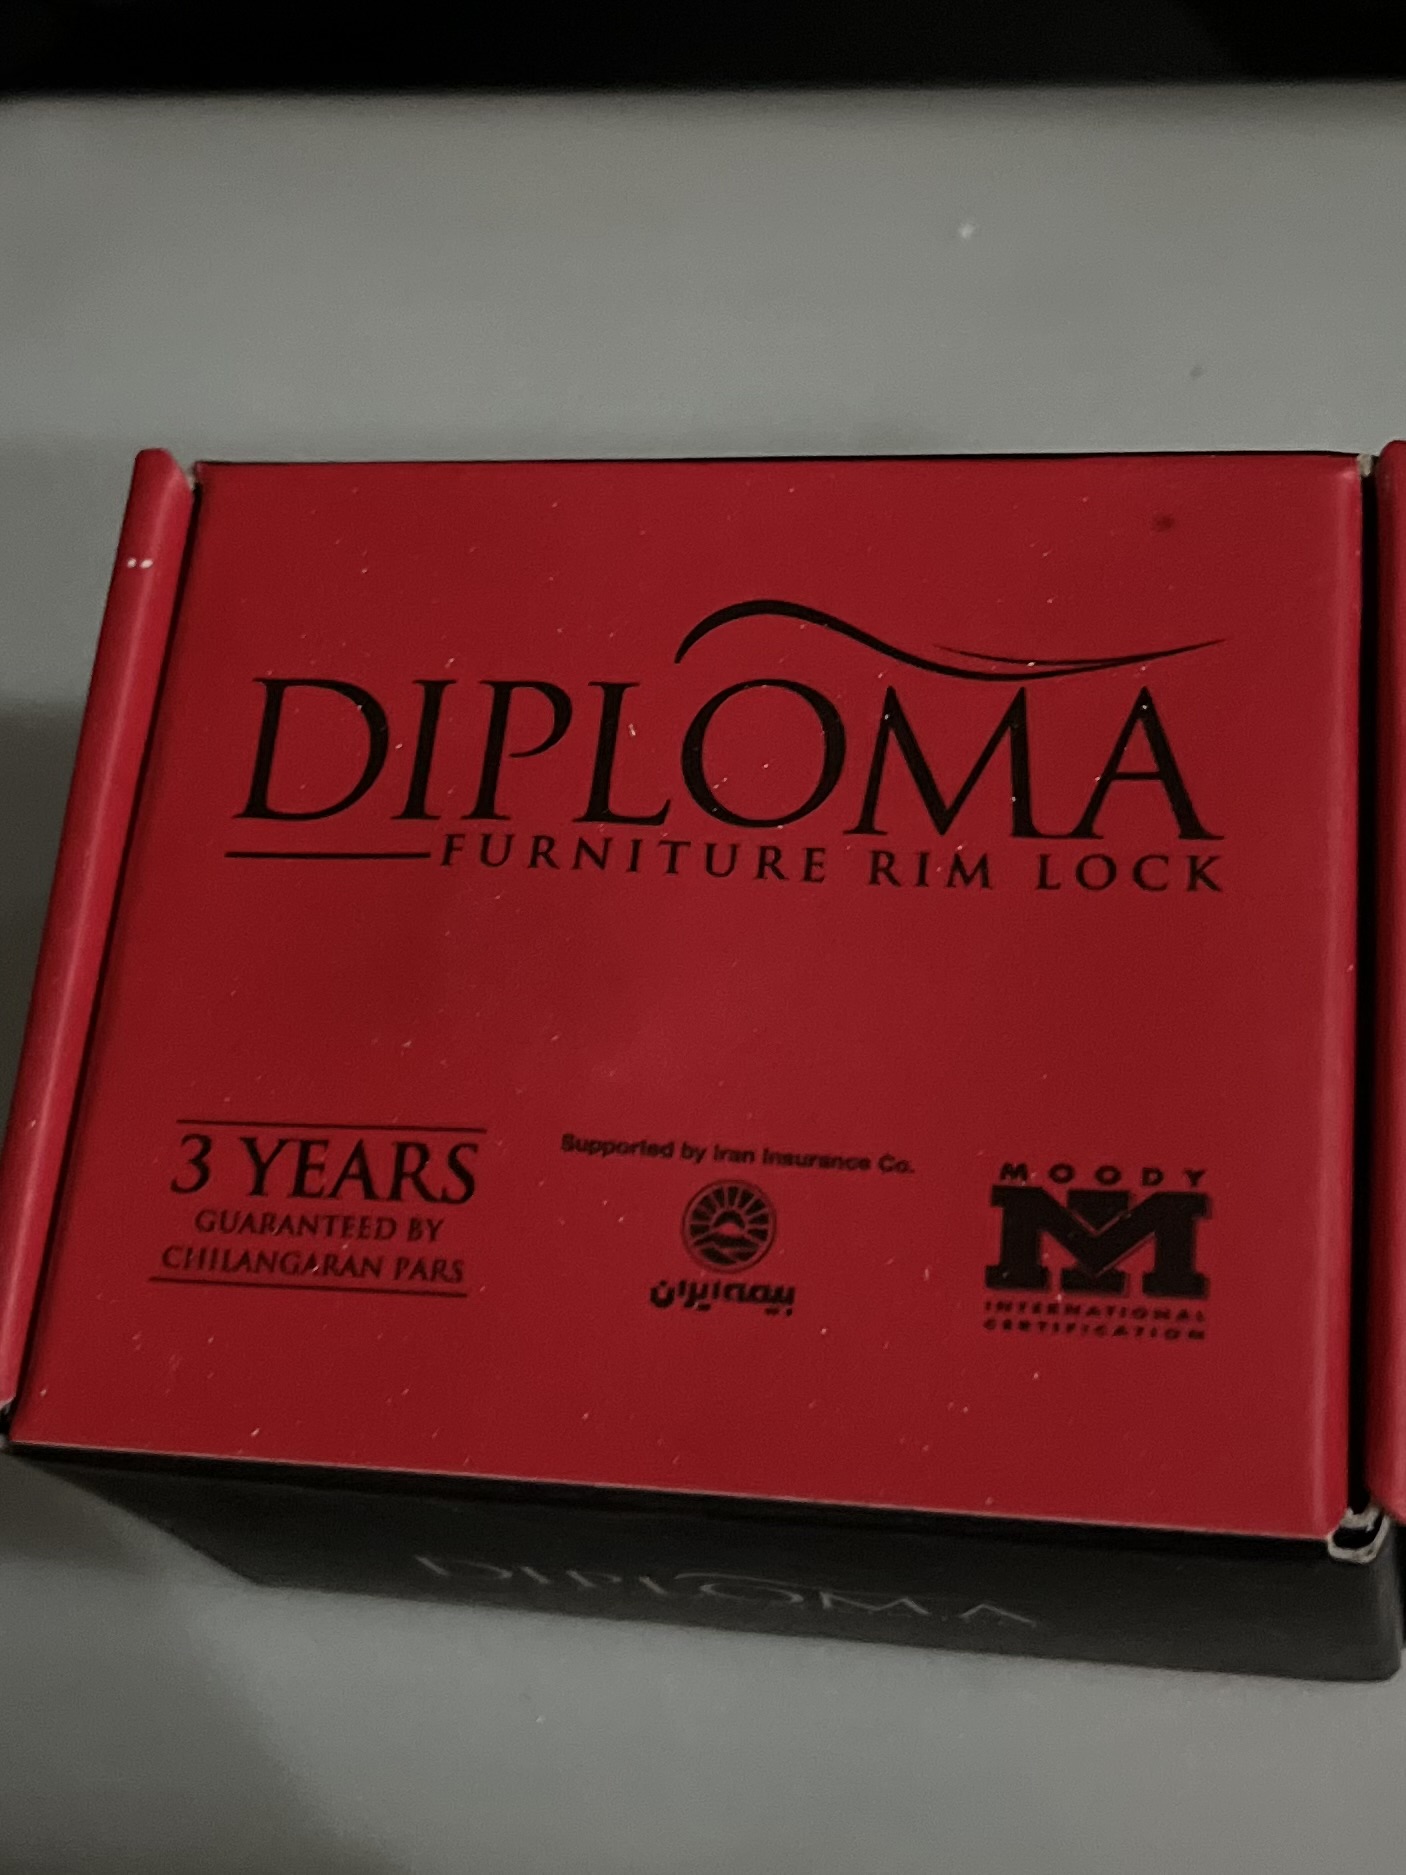 DIPLOMA
FURNITURE RIM LOCK
3 YEARS
GUARANTEED BY
CHILANGARAN PARS
Supported by Iran Insurance Co.
بیمه ایران
MOODY
M
INTERNATIONAL
CERTIFICATION
DIPLOMA